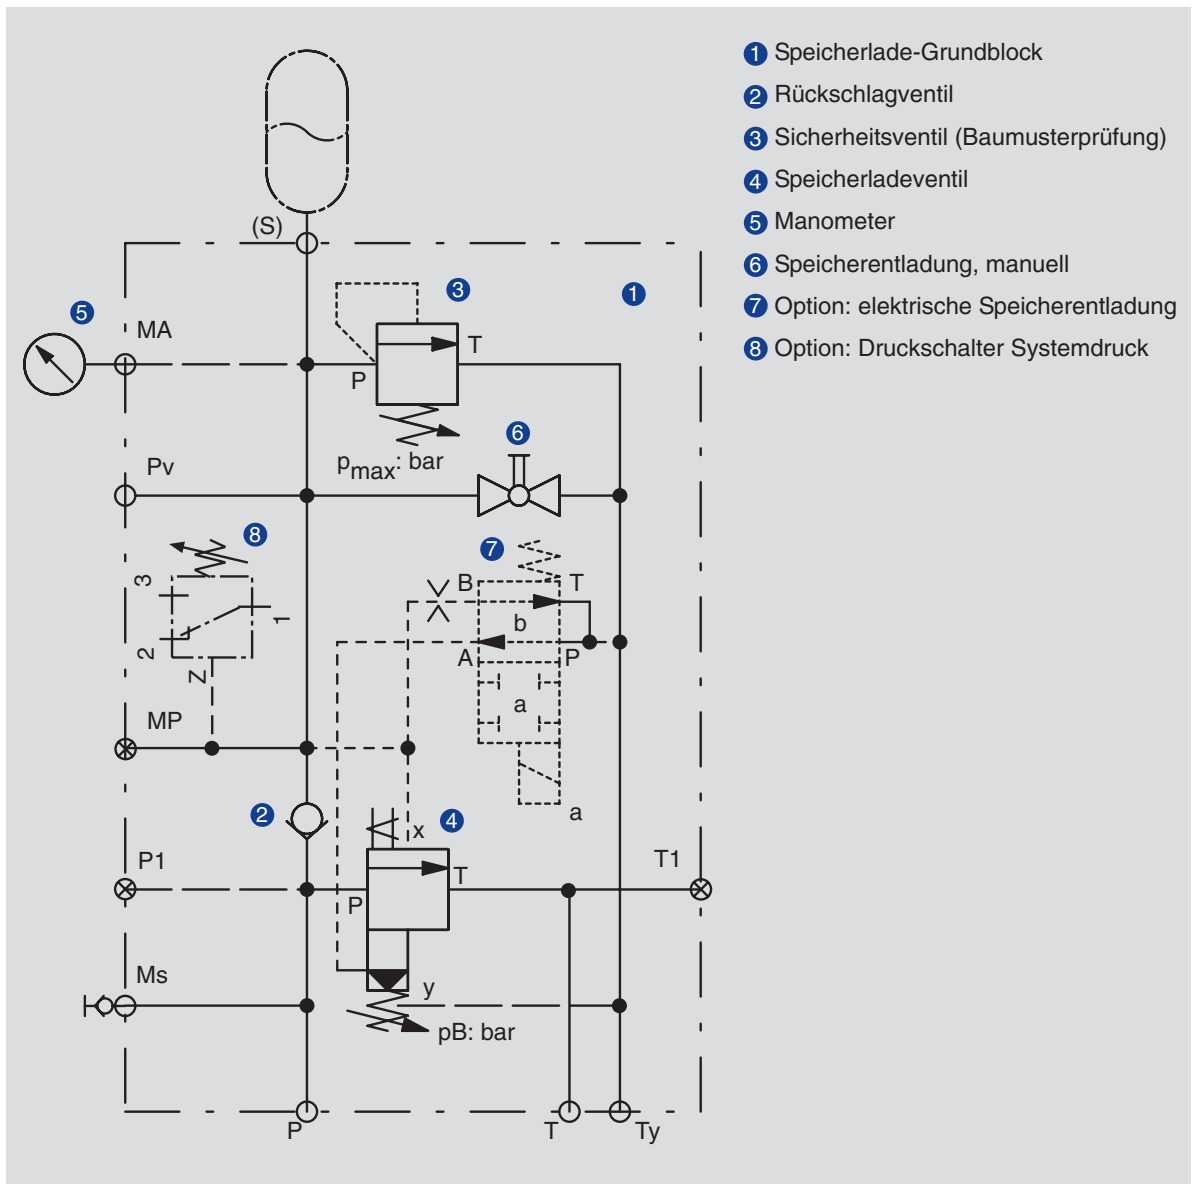 1 Speicherlade-Grundblock
2 Rückschlagventil
3 Sicherheitsventil (Baumusterprüfung)
4 Speicherladeventil
5 Manometer
6 Speicherentladung, manuell
7 Option: elektrische Speicherentladung
8 Option: Druckschalter Systemdruck
(S)
3
1
5
MA
T
P
6
pmax: bar
Pv
8
7
3
B
T
1
b
2
A
P
Z
a
MP
2
4
x
a
P1
T1
T
P
Ms
y
pB: bar
P
T
Ty